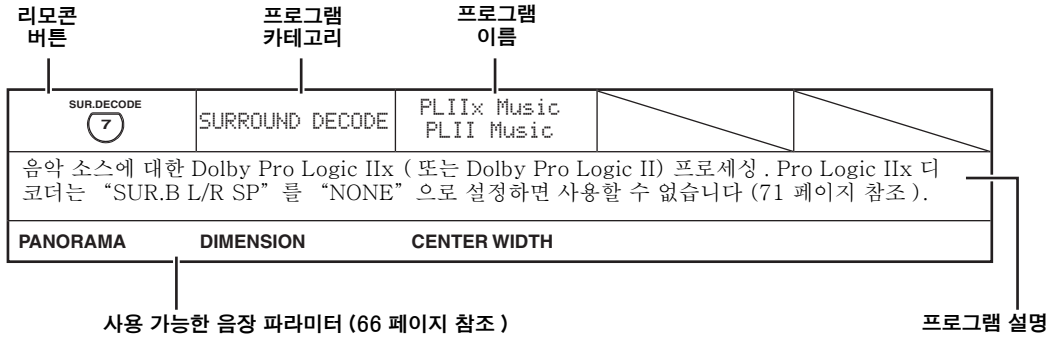 리모콘
버튼
프로그램
카테고리
프로그램
이름
SUR.DECODE
7
SURROUND DECODE
PLIIx Music
PLII Music
음악 소스에 대한 Dolby Pro Logic IIx ( 또는 Dolby Pro Logic II) 프로세싱 . Pro Logic IIx 디
코더는 “SUR.B L/R SP”를 “NONE”으로 설정하면 사용할 수 없습니다 (71 페이지 참조 ).
PANORAMA DIMENSION CENTER WIDTH
사용 가능한 음장 파라미터 (66 페이지 참조 )
프로그램 설명